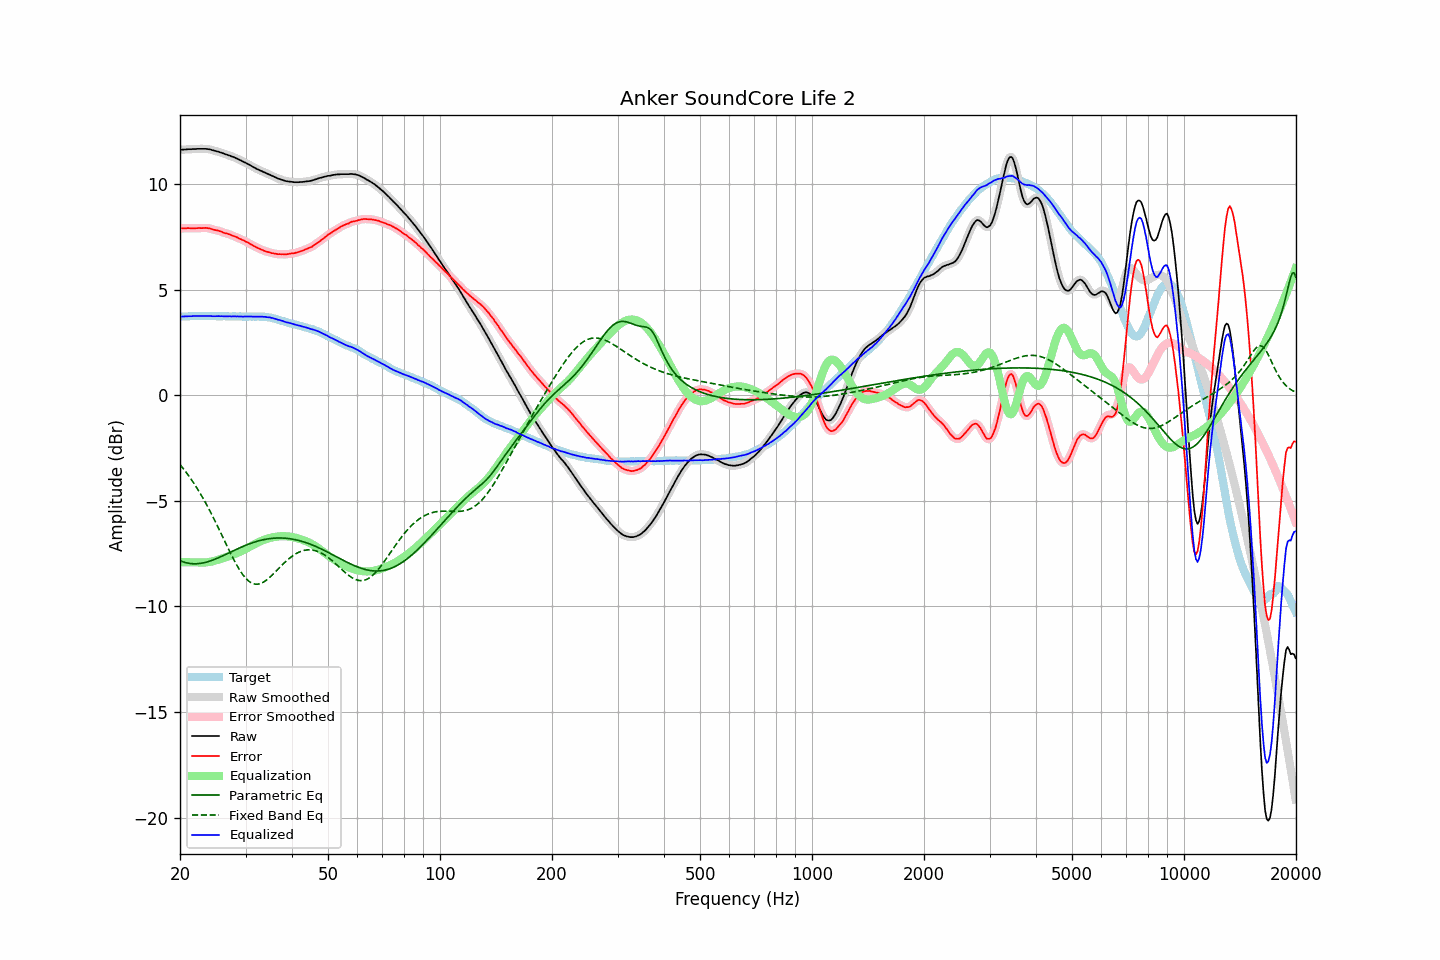 Anker SoundCore Life 2
10
5
0
−5
−10
−15
−20
Amplitude (dBr)
Target
Raw Smoothed
Error Smoothed
Raw
Error
Equalization
Parametric Eq
Fixed Band Eq
Equalized
20 50 100 200 500 1000 2000 5000 10000 20000
Frequency (Hz)